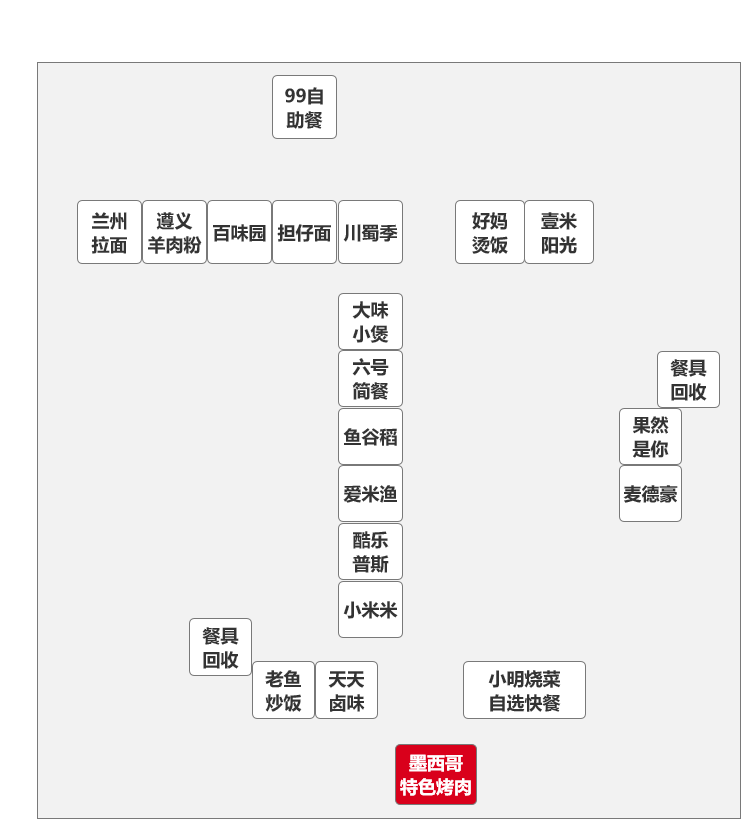 99自
助餐
兰州
拉面
遵义
羊肉粉
百味园
担仔面
川蜀季
好妈
烫饭
壹米
阳光
大味
小煲
六号
简餐
餐具
回收
鱼谷稻
果然
是你
爱米渔
麦德豪
酷乐
普斯
小米米
餐具
回收
老鱼
炒饭
天天
卤味
小明烧菜
自选快餐
墨西哥
特色烤肉